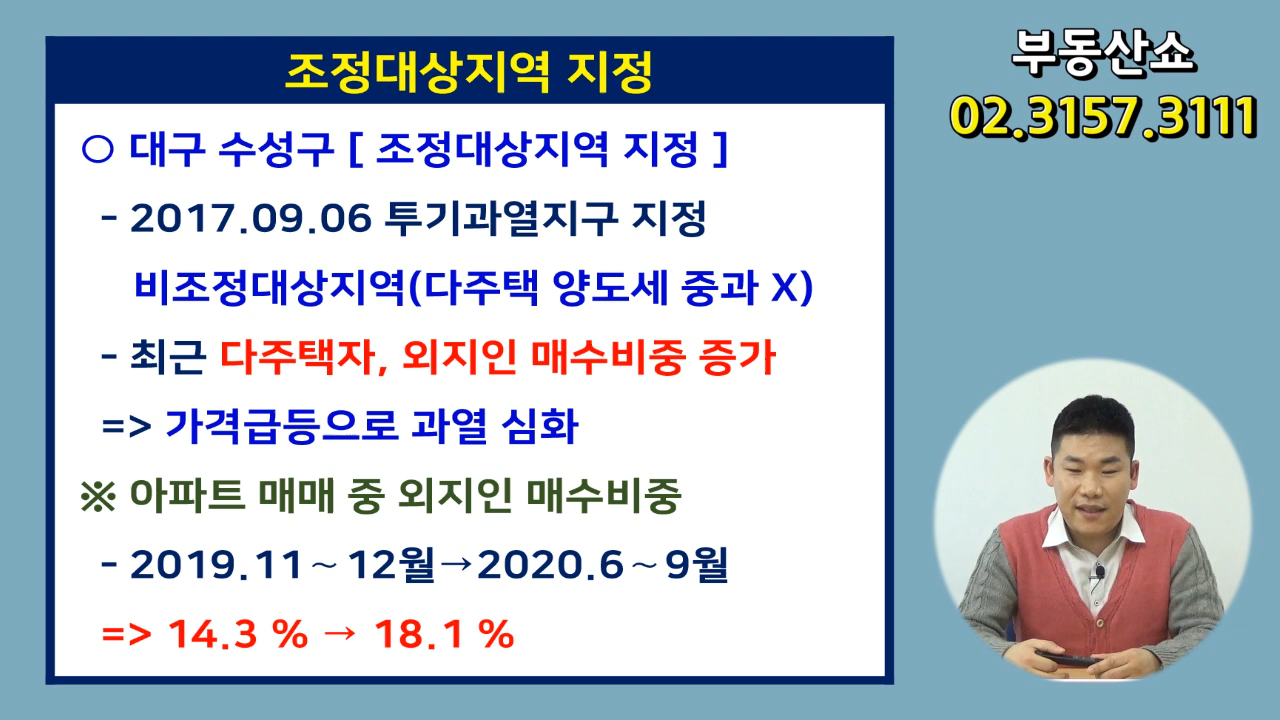 조정대상지역 지정
○ 대구 수성구 [ 조정대상지역 지정 ]
- 2017.09.06 투기과열지구 지정
비조정대상지역(다주택 양도세 중과 X)
- 최근 다주택자, 외지인 매수비중 증가
=> 가격급등으로 과열 심화
※ 아파트 매매 중 외지인 매수비중
- 2019.11~12월→2020.6~9월
=> 14.3 % → 18.1 %
부동산쇼
02.3157.3111